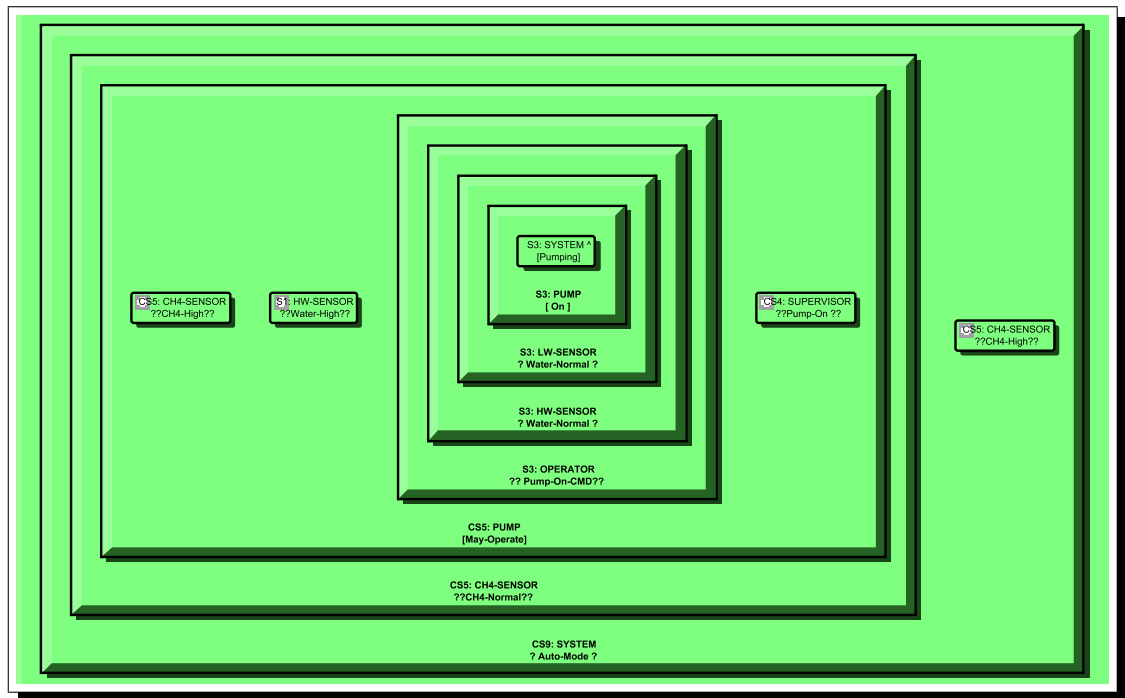 S3: SYSTEM ^
[Pumping]
S3: PUMP
[ On ]
CS5: CH4-SENSOR
??CH4-High??
S1: HW-SENSOR
??Water-High??
CS4: SUPERVISOR
??Pump-On ??
CS5: CH4-SENSOR
??CH4-High??
S3: LW-SENSOR
? Water-Normal ?
S3: HW-SENSOR
? Water-Normal ?
S3: OPERATOR
?? Pump-On-CMD??
CS5: PUMP
[May-Operate]
CS5: CH4-SENSOR
??CH4-Normal??
CS9: SYSTEM
? Auto-Mode ?